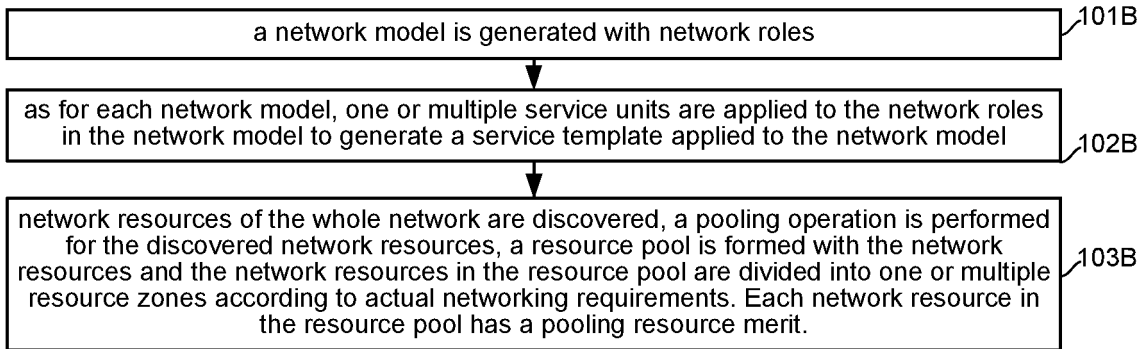 a network model is generated with network roles
101B
as for each network model, one or multiple service units are applied to the network roles
in the network model to generate a service template applied to the network model
102B
network resources of the whole network are discovered, a pooling operation is performed
for the discovered network resources, a resource pool is formed with the network
resources and the network resources in the resource pool are divided into one or multiple
resource zones according to actual networking requirements. Each network resource in
the resource pool has a pooling resource merit.
103B